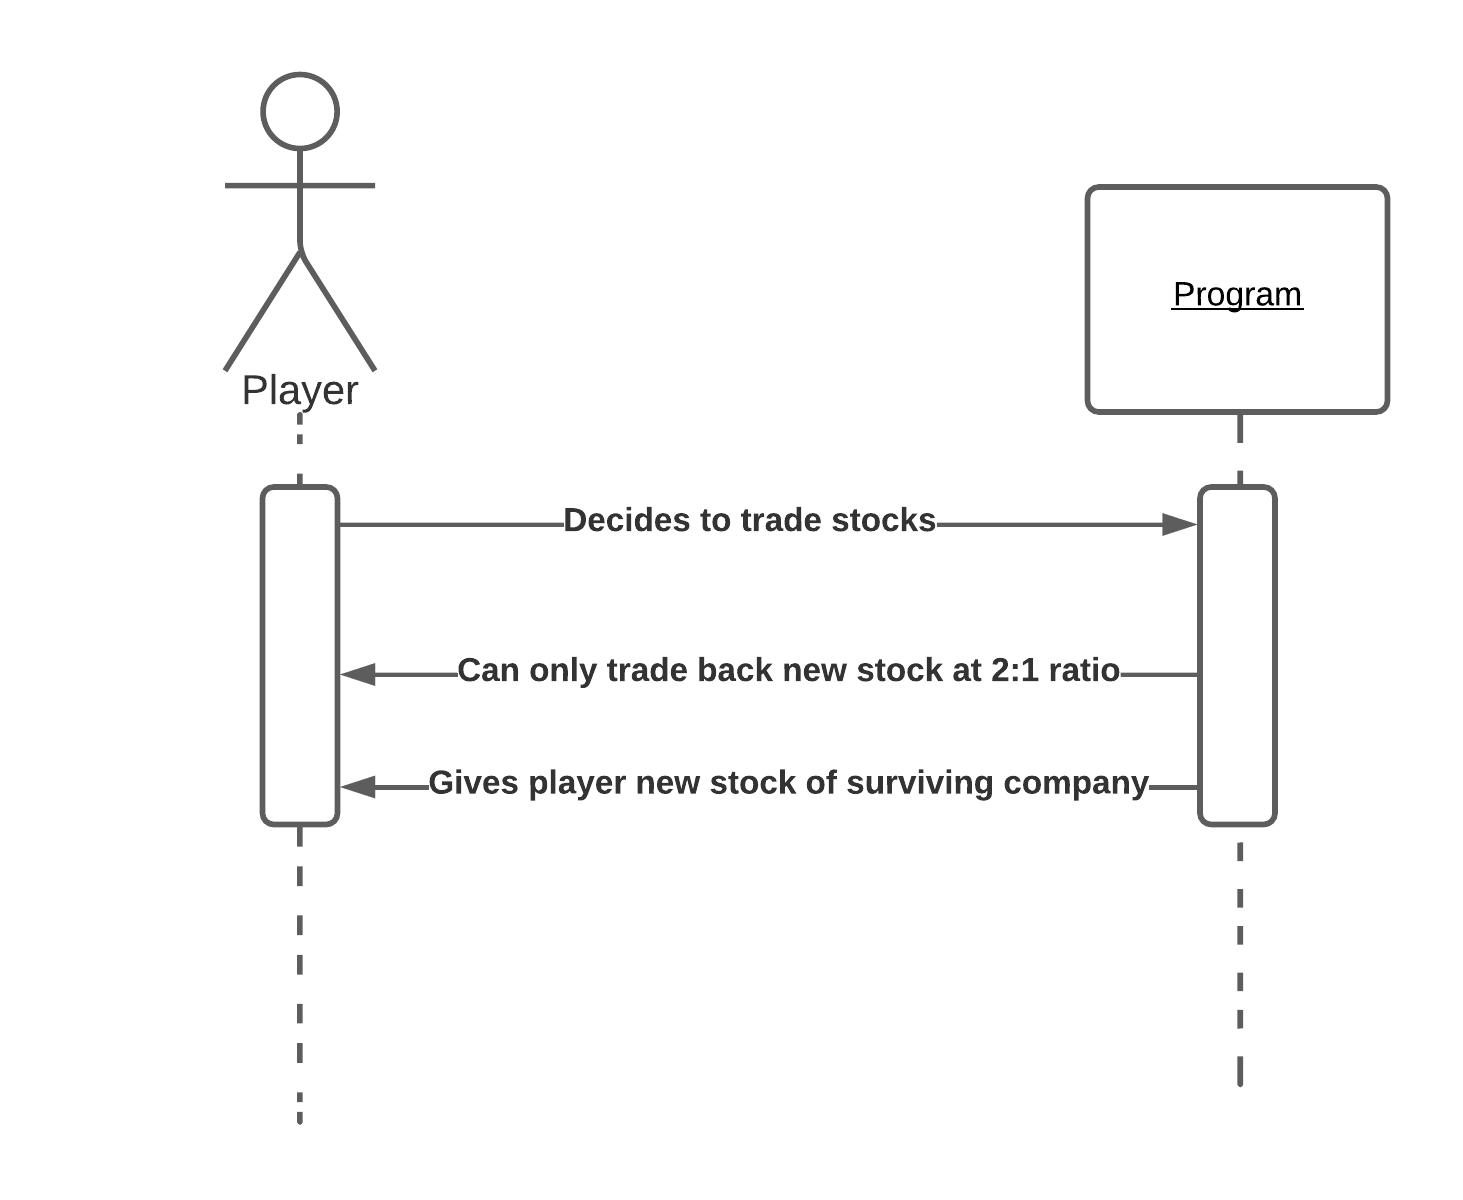 Player
Program
Decides to trade stocks
Can only trade back new stock at 2:1 ratio
Gives player new stock of surviving company